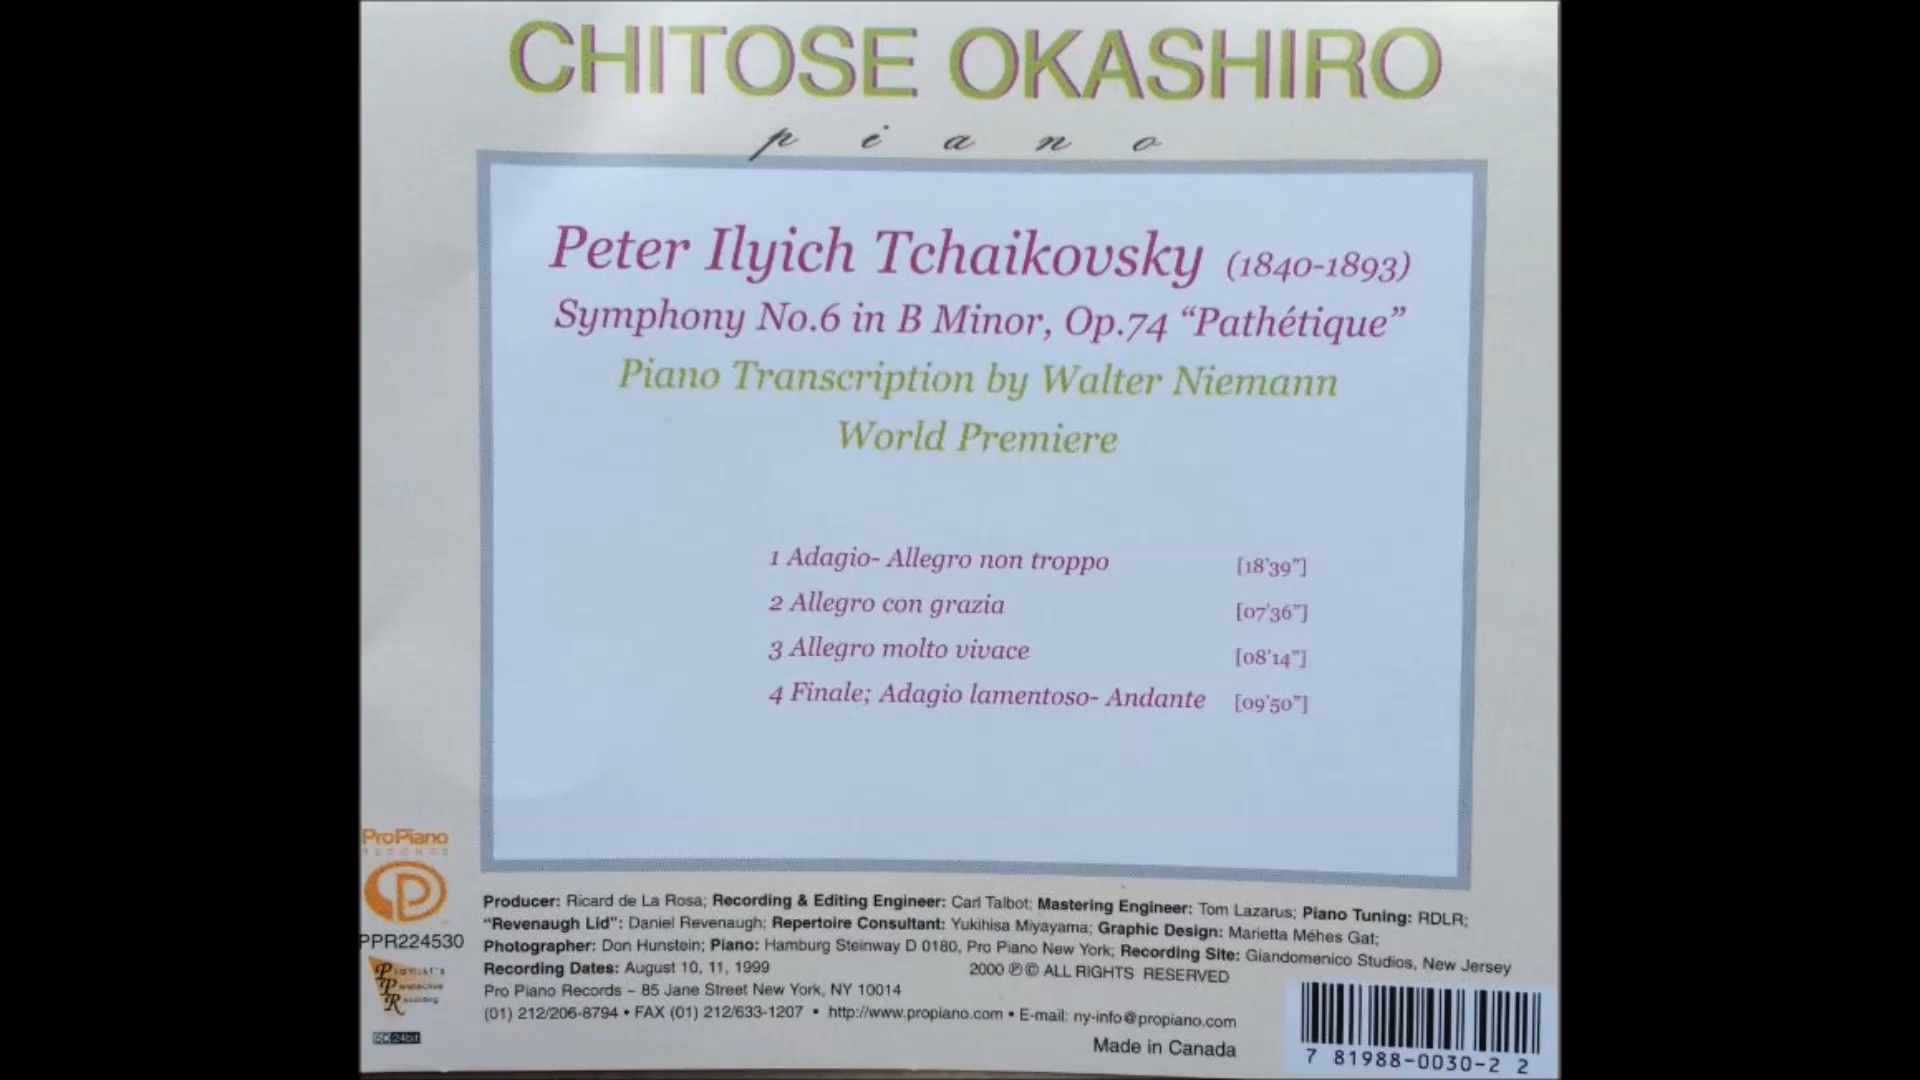 CHITOSE OKASHIRO
piano
Peter Ilyich Tchaikovsky (1840-1893)
Symphony No.6 in B Minor, Op.74 “Pathétique”
Piano Transcription by Walter Niemann
World Premiere
1 Adagio- Allegro non troppo [18’39”]
2 Allegro con grazia [07’36”]
3 Allegro molto vivace [08’14”]
4 Finale; Adagio lamentoso- Andante [09’50”]
ProPiano
RECORDS
PPR224530
Pianist's
Perspective
Recording
Producer: Ricard de La Rosa; Recording & Editing Engineer: Carl Talbot; Mastering Engineer: Tom Lazarus; Piano Tuning: RDLR;
“Revenaugh Lid”: Daniel Revenaugh; Repertoire Consultant: Yukihisa Miyayama; Graphic Design: Marietta Méhes Gat;
Photographer: Don Hunstein; Piano: Hamburg Steinway D 0180, Pro Piano New York; Recording Site: Giandomenico Studios, New Jersey
Recording Dates: August 10, 11, 1999 2000 ℗ © ALL RIGHTS RESERVED
Pro Piano Records – 85 Jane Street New York, NY 10014
(01) 212/206-8794 • FAX (01) 212/633-1207 • http://www.propiano.com • E-mail: ny-info@propiano.com
Made in Canada
7 81988-0030-2 2